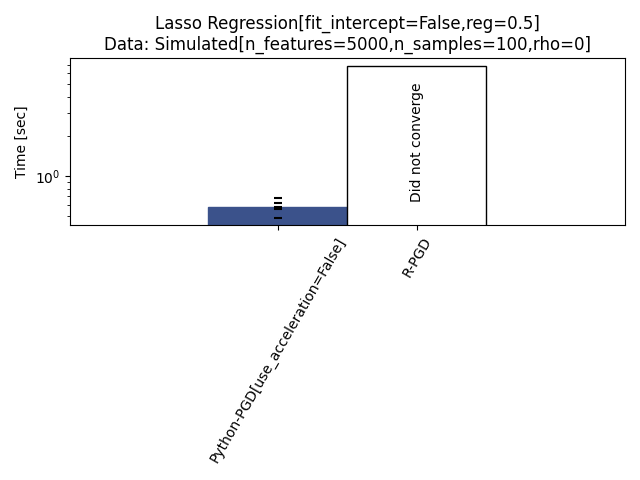 Lasso Regression[fit_intercept=False,reg=0.5]
Data: Simulated[n_features=5000,n_samples=100,rho=0]
Time [sec]
10⁰
Did not converge
Python-PGD[use_acceleration=False]
R-PGD